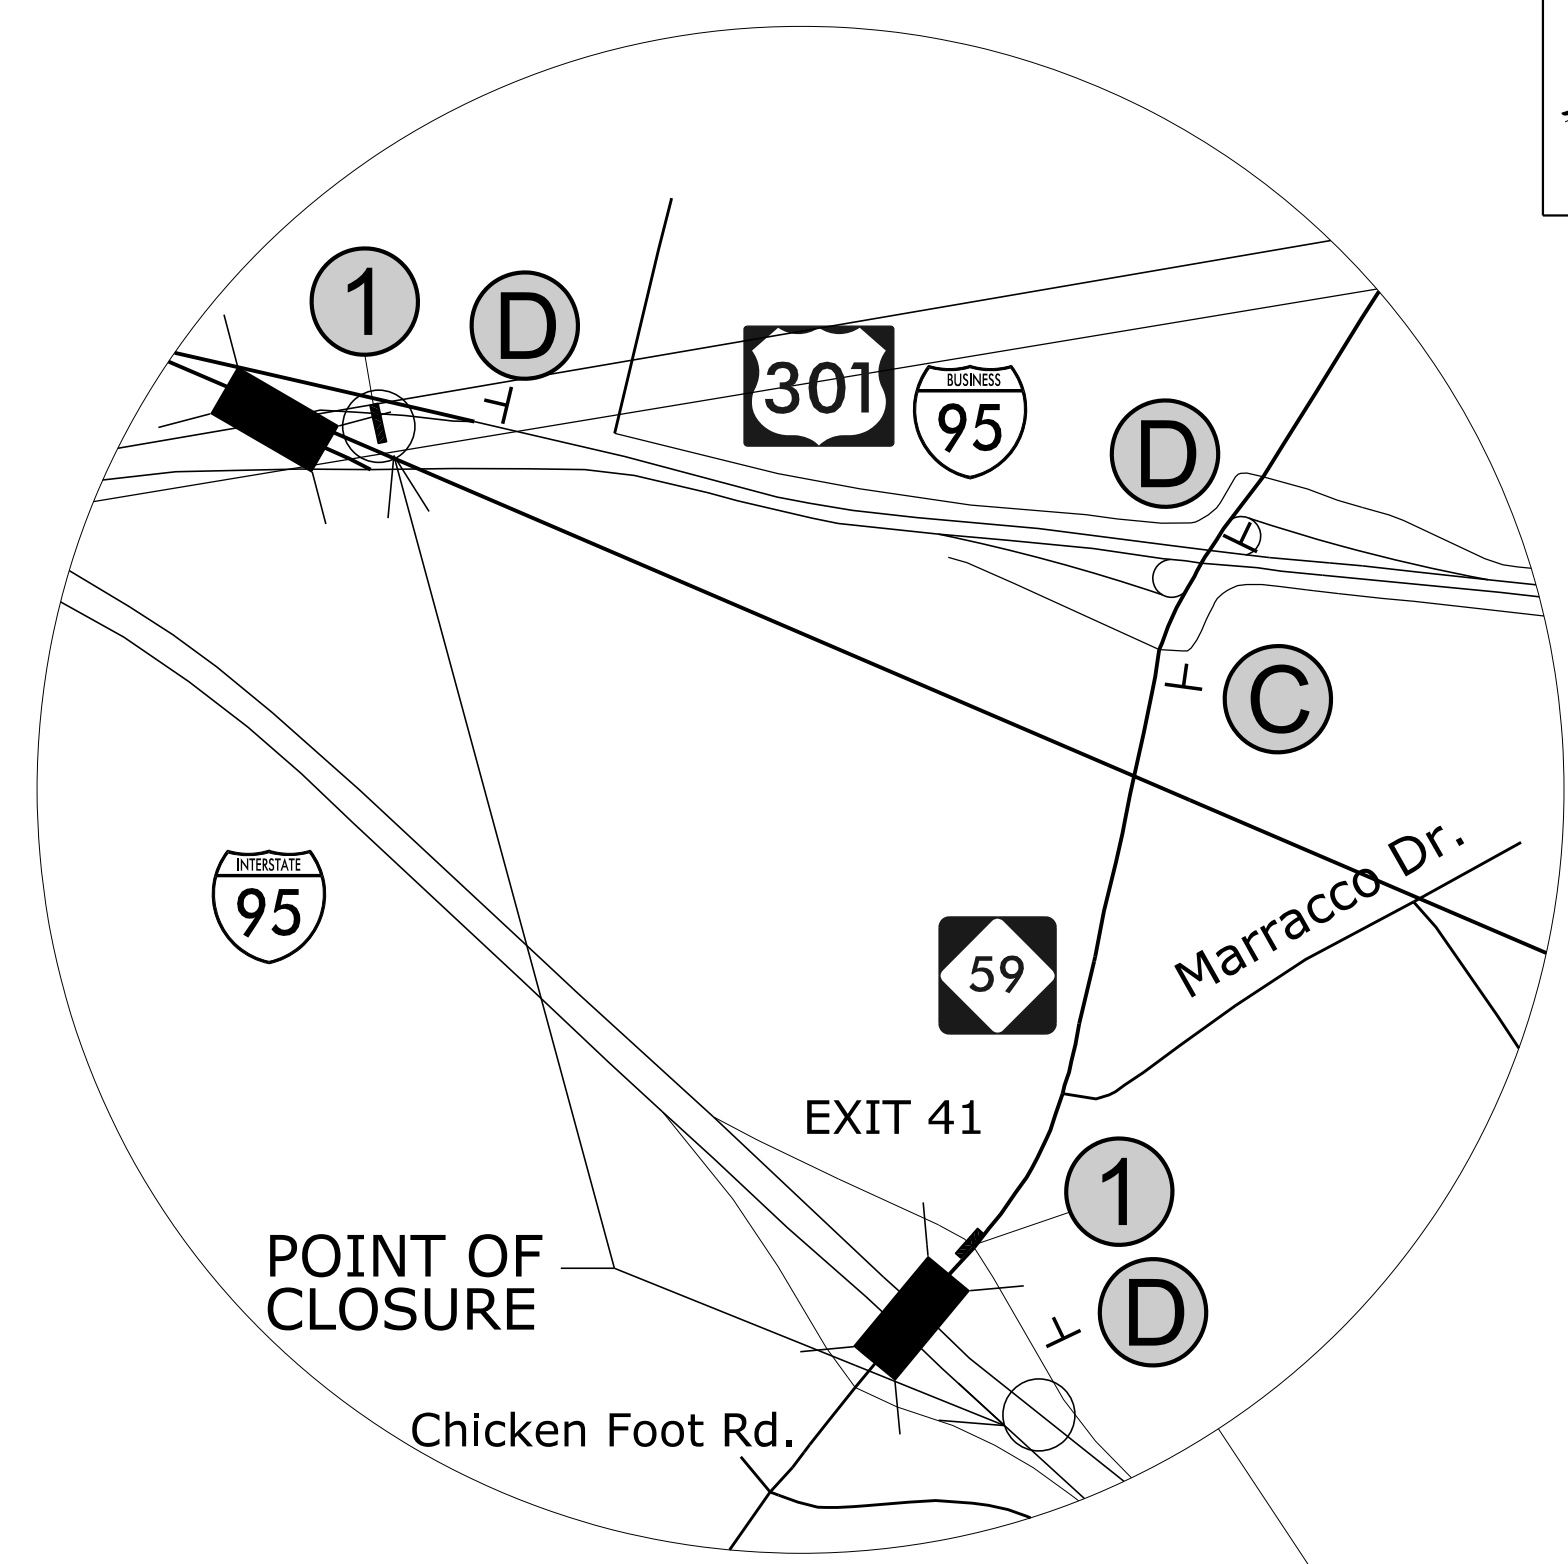 1
D
301
BUSINESS
95
D
C
INTERSTATE
95
Marracco Dr.
59
EXIT 41
1
POINT OF
CLOSURE
D
Chicken Foot Rd.